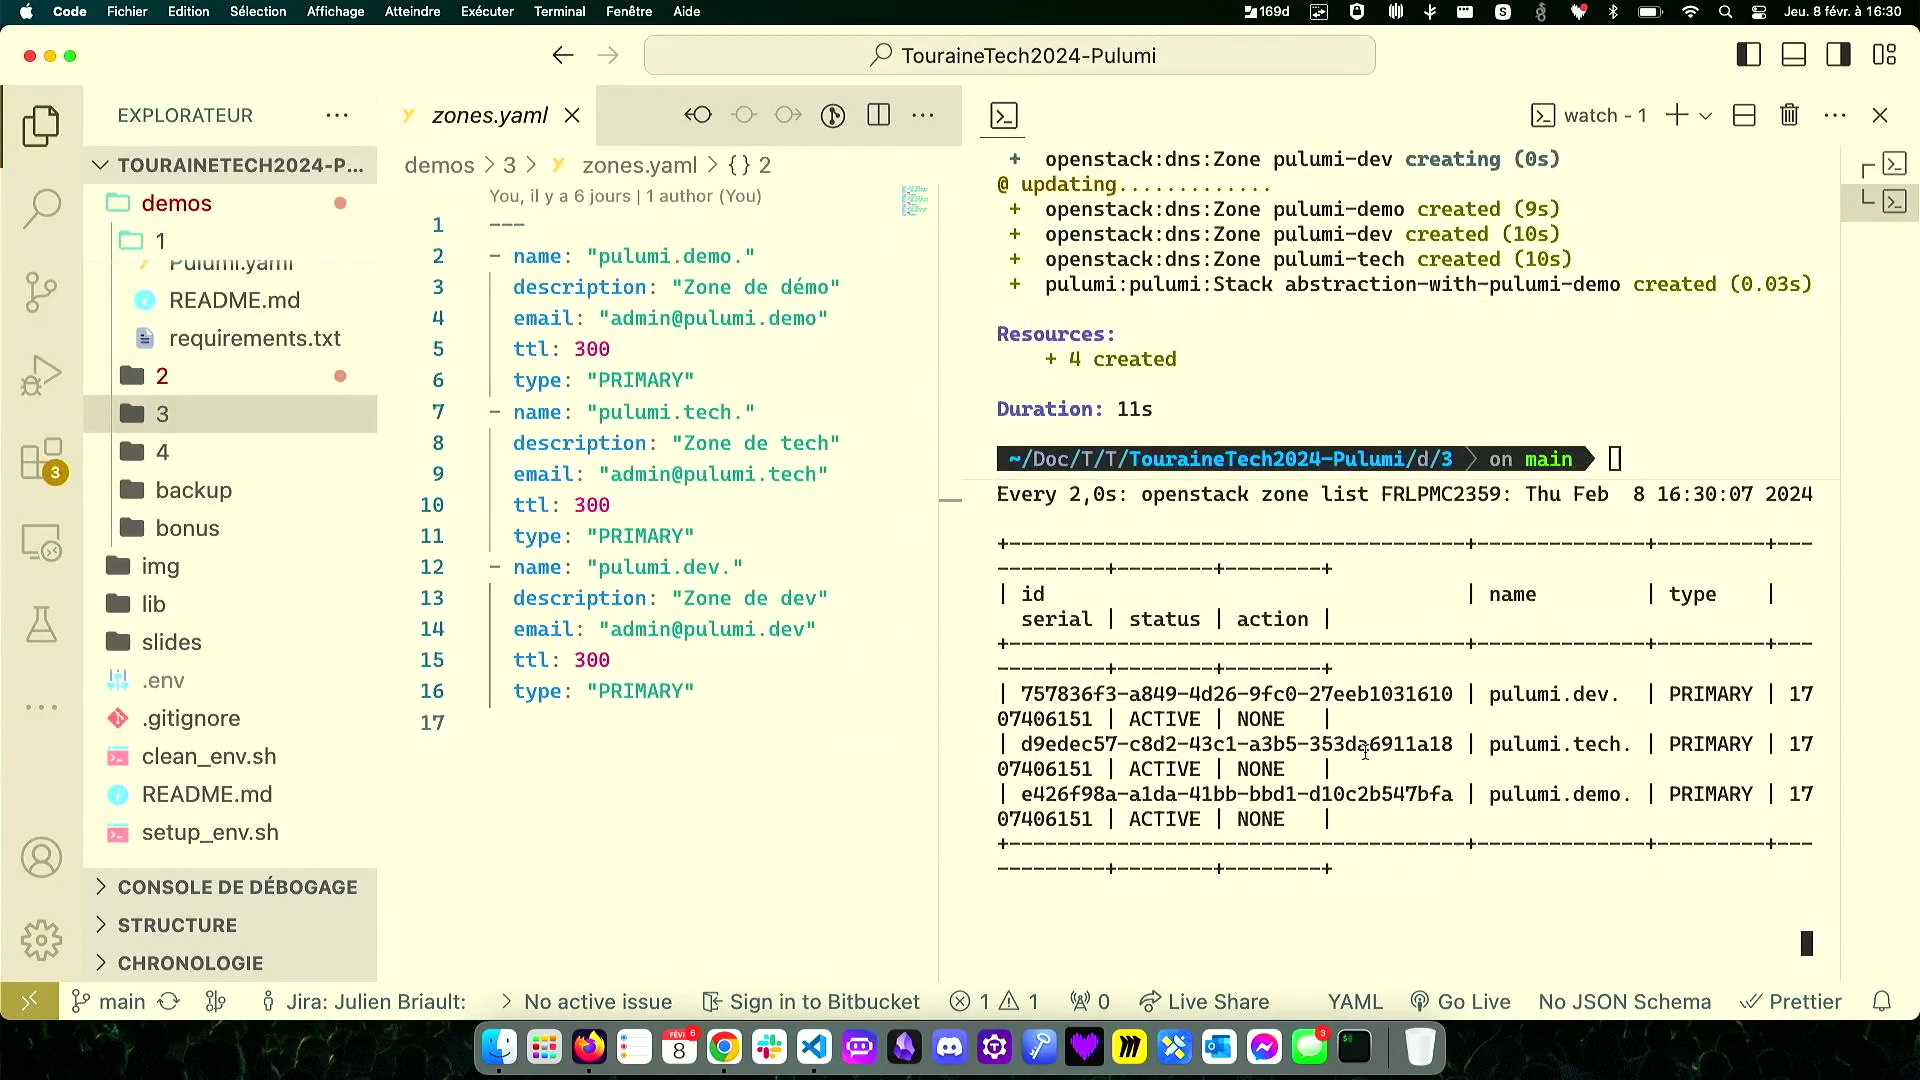 Code Fichier Edition Sélection Affichage Atteindre Exécuter Terminal Fenêtre Aide 169d Jeu. 8 févr. à 16:30
TouraineTech2024-Pulumi
EXPLORATEUR
TOURAINETECH2024-P...
demos
1
Pulumi.yaml
README.md
requirements.txt
2
3
4
backup
bonus
img
lib
slides
.env
.gitignore
clean_env.sh
README.md
setup_env.sh
CONSOLE DE DÉBOGAGE
STRUCTURE
CHRONOLOGIE
3
zones.yaml
demos > 3 > zones.yaml > {} 2
You, il y a 6 jours | 1 author (You)
1 ---
2 - name: "pulumi.demo."
3 description: "Zone de démo"
4 email: "admin@pulumi.demo"
5 ttl: 300
6 type: "PRIMARY"
7 - name: "pulumi.tech."
8 description: "Zone de tech"
9 email: "admin@pulumi.tech"
10 ttl: 300
11 type: "PRIMARY"
12 - name: "pulumi.dev."
13 description: "Zone de dev"
14 email: "admin@pulumi.dev"
15 ttl: 300
16 type: "PRIMARY"
17
watch - 1
+ openstack:dns:Zone pulumi-dev creating (0s)
@ updating.............
+ openstack:dns:Zone pulumi-demo created (9s)
+ openstack:dns:Zone pulumi-dev created (10s)
+ openstack:dns:Zone pulumi-tech created (10s)
+ pulumi:pulumi:Stack abstraction-with-pulumi-demo created (0.03s)
Resources:
+ 4 created
Duration: 11s
~/Doc/T/T/TouraineTech2024-Pulumi/d/3 on main
Every 2,0s: openstack zone list FRLPMC2359: Thu Feb 8 16:30:07 2024
+--------------------------------------+--------------+---------+---
---------+--------+--------+
| id | name | type |
serial | status | action |
+--------------------------------------+--------------+---------+---
---------+--------+--------+
| 757836f3-a849-4d26-9fc0-27eeb1031610 | pulumi.dev. | PRIMARY | 17
07406151 | ACTIVE | NONE |
| d9edec57-c8d2-43c1-a3b5-353da6911a18 | pulumi.tech. | PRIMARY | 17
07406151 | ACTIVE | NONE |
| e426f98a-a1da-41bb-bbd1-d10c2b547bfa | pulumi.demo. | PRIMARY | 17
07406151 | ACTIVE | NONE |
+--------------------------------------+--------------+---------+---
---------+--------+--------+
main Jira: Julien Briault: No active issue Sign in to Bitbucket 1 1 0 Live Share YAML Go Live No JSON Schema Prettier
FÉVR. 6
8
3